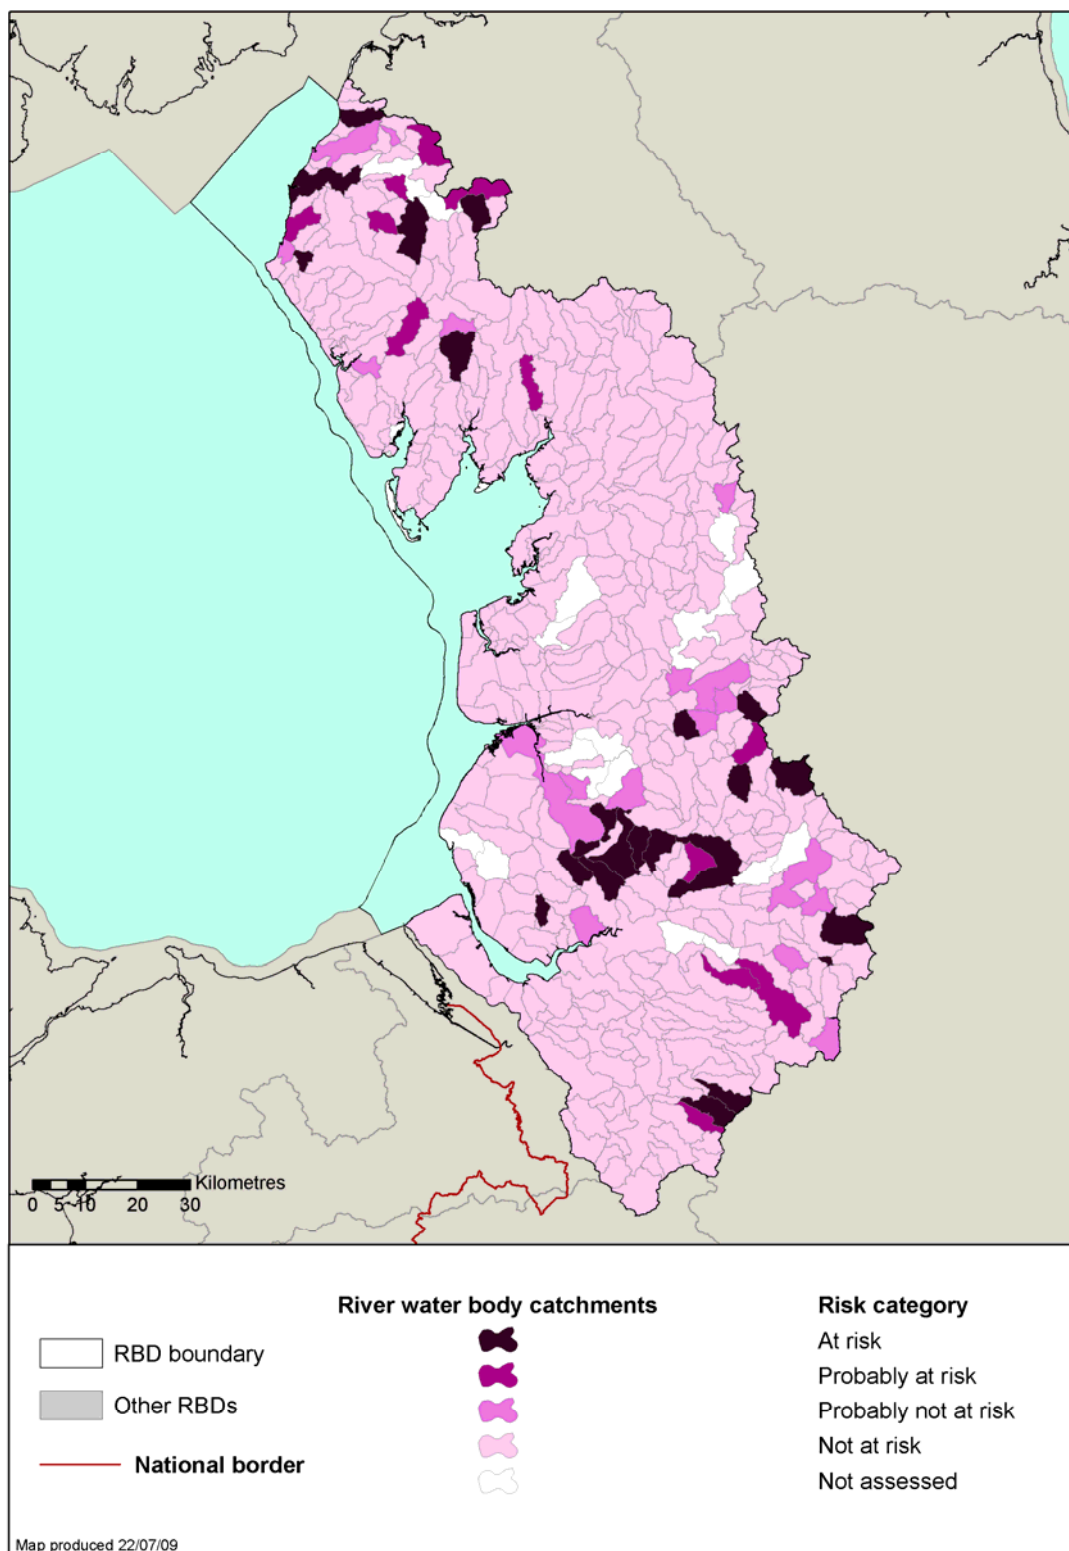 Kilometres
0 5 10 20 30
River water body catchments
Risk category
RBD boundary
Other RBDs
National border
At risk
Probably at risk
Probably not at risk
Not at risk
Not assessed
Map produced 22/07/09